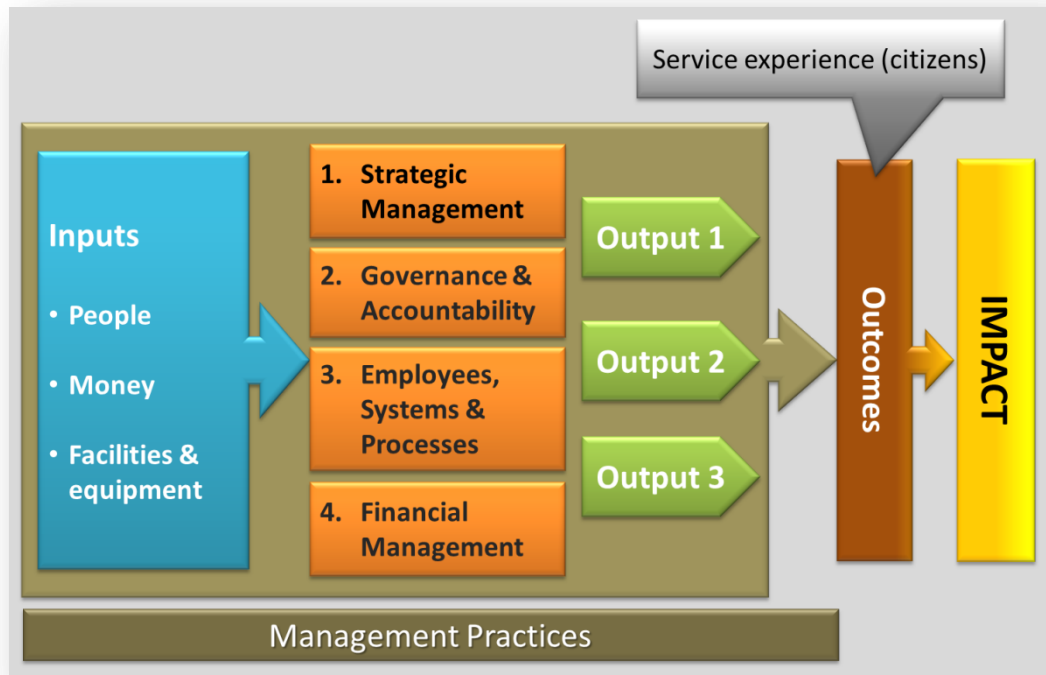 Service experience (citizens)
Inputs
• People
• Money
• Facilities &
equipment
1. Strategic
Management
2. Governance &
Accountability
3. Employees,
Systems &
Processes
4. Financial
Management
Output 1
Output 2
Output 3
Outcomes
IMPACT
Management Practices